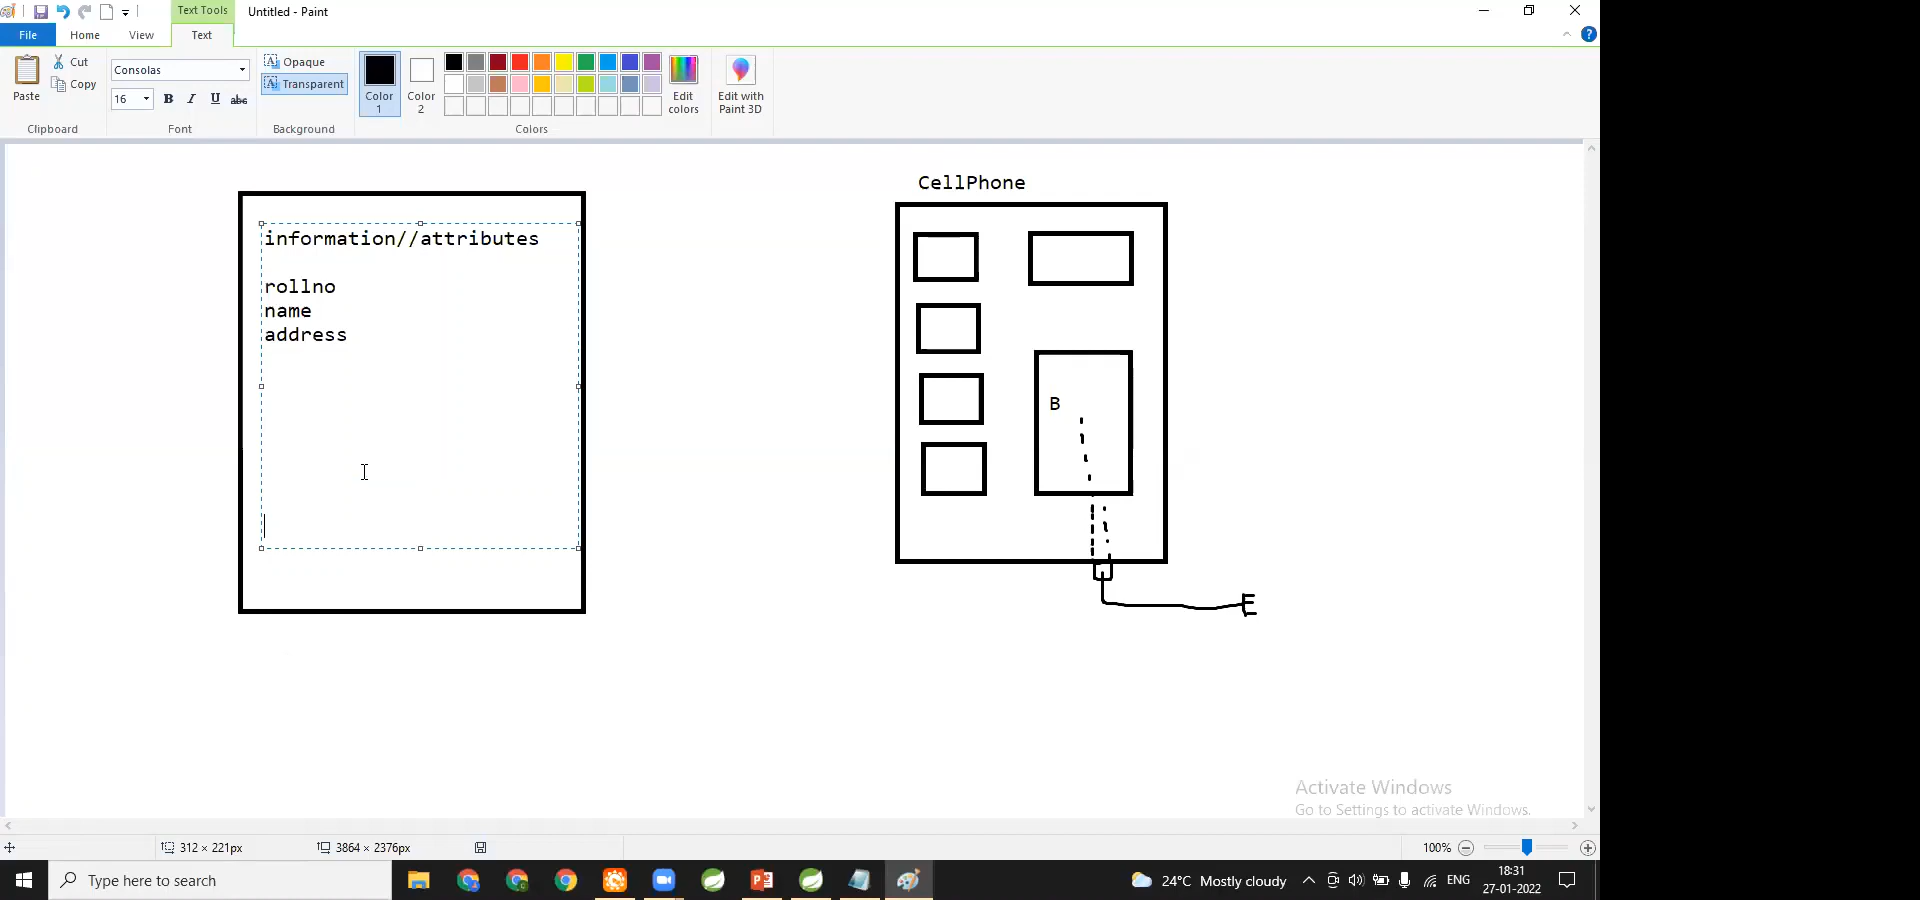 Text Tools
Untitled - Paint
File
Home
View
Text
Paste
Cut
Copy
Clipboard
Consolas
16
B
I
U
abc
Font
Opaque
Transparent
Background
Color
1
Color
2
Edit
colors
Colors
Edit with
Paint 3D
information//attributes
rollno
name
address
CellPhone
B
Activate Windows
Go to Settings to activate Windows.
312 × 221px
3864 × 2376px
100%
Type here to search
24°C Mostly cloudy
ENG
18:31
27-01-2022